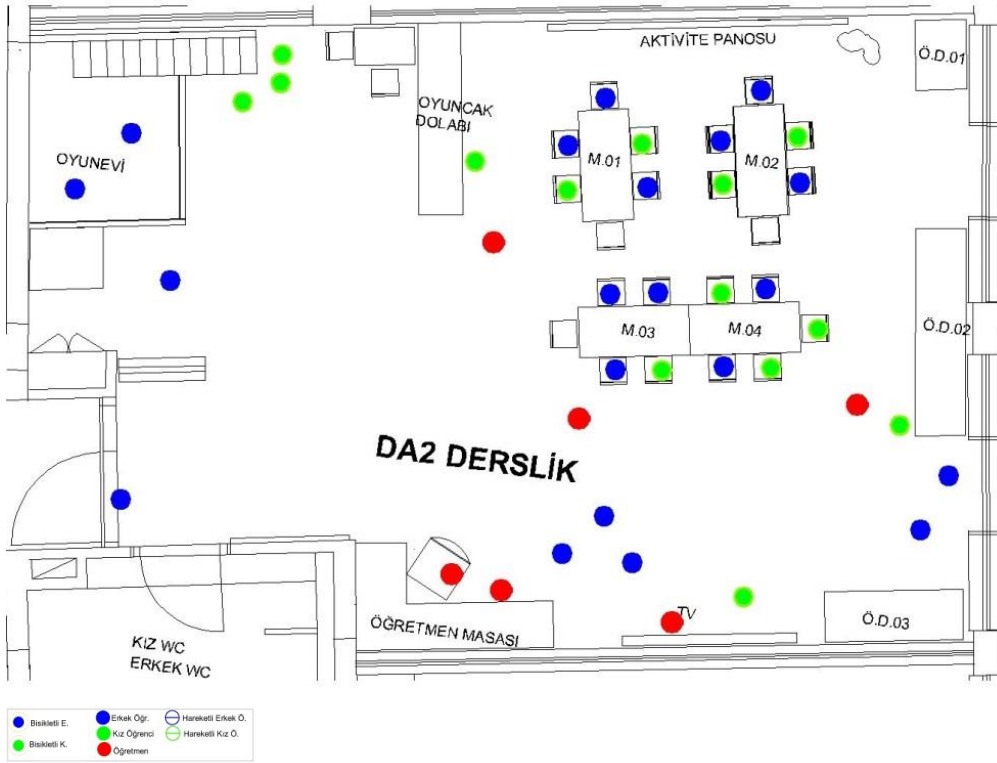 AKTİVİTE PANOSU
Ö.D.01
OYUNCAK
DOLABI
OYUNEVİ
M.01
M.02
M.03
M.04
Ö.D.02
DA2 DERSLİK
ÖĞRETMEN MASASI
TV
Ö.D.03
KIZ WC
ERKEK WC
Bisikletli E.
Erkek Öğr.
Hareketli Erkek Ö.
Bisikletli K.
Kız Öğrenci
Hareketli Kız Ö.
Öğretmen